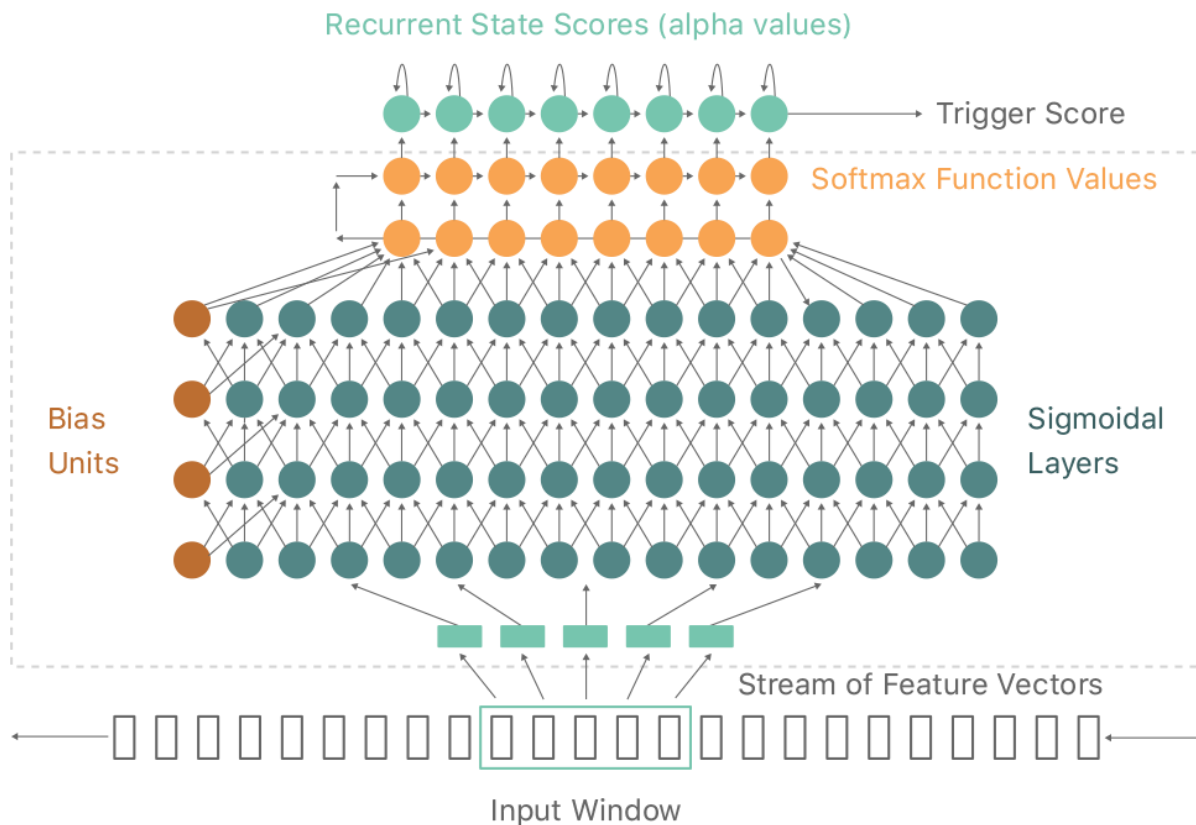 Recurrent State Scores (alpha values)
Trigger Score
Softmax Function Values
Bias
Units
Sigmoidal
Layers
Stream of Feature Vectors
Input Window